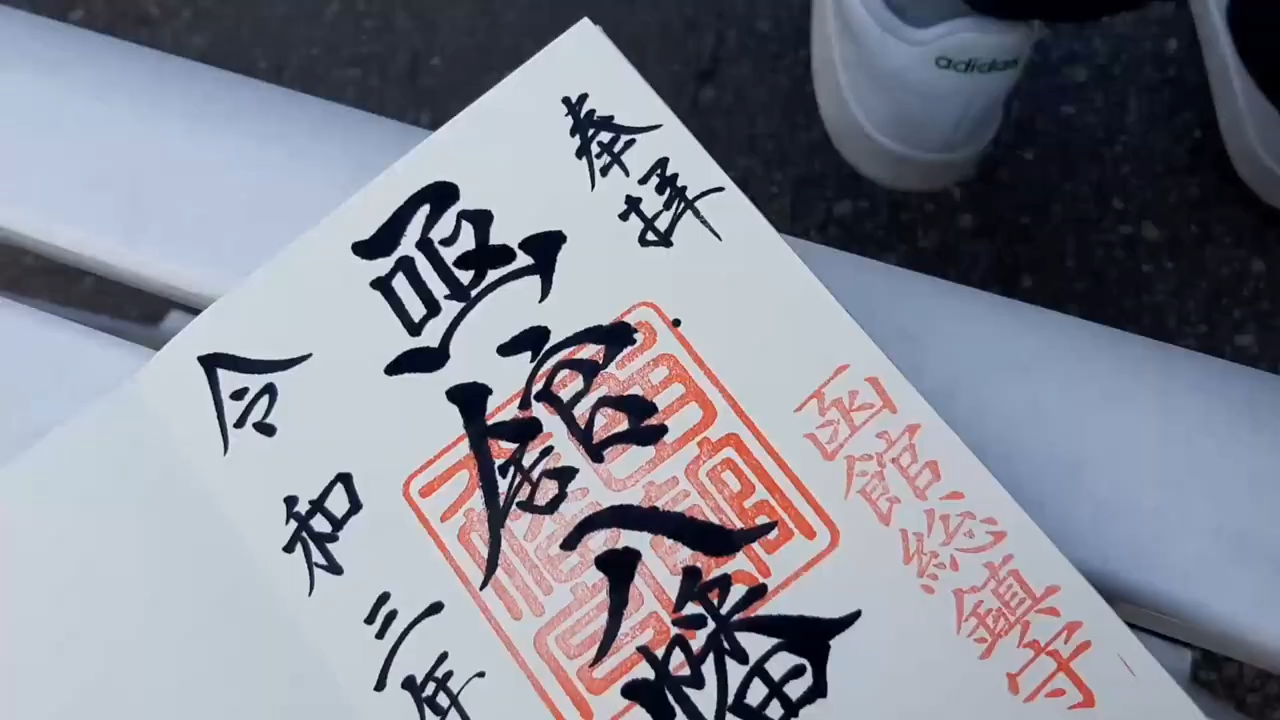 奉拝
函館総鎮守
函館八幡
令和三年
adidas